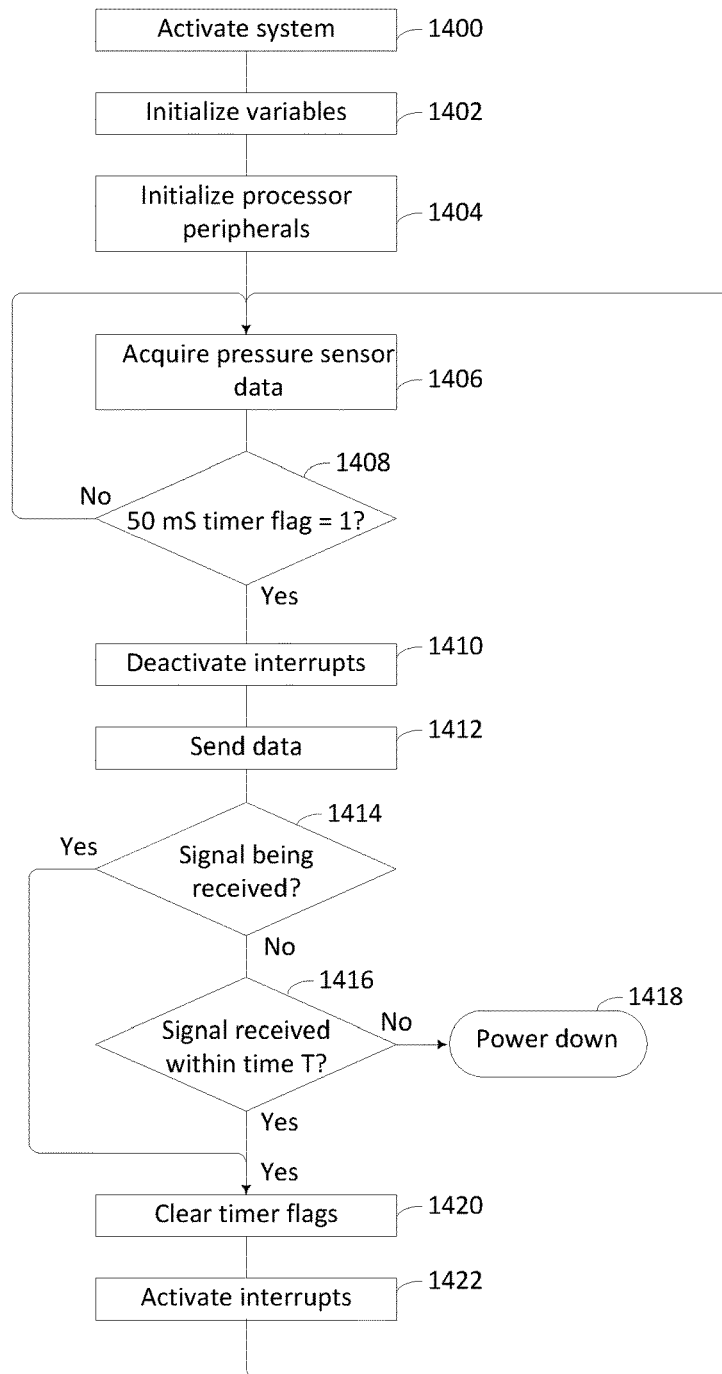 Activate system
1400
Initialize variables
1402
Initialize processor
peripherals
1404
Acquire pressure sensor
data
1406
1408
No
50 mS timer flag = 1?
Yes
Deactivate interrupts
1410
Send data
1412
1414
Yes
Signal being
received?
No
1416
Signal received
within time T?
No
1418
Power down
Yes
Yes
Clear timer flags
1420
Activate interrupts
1422